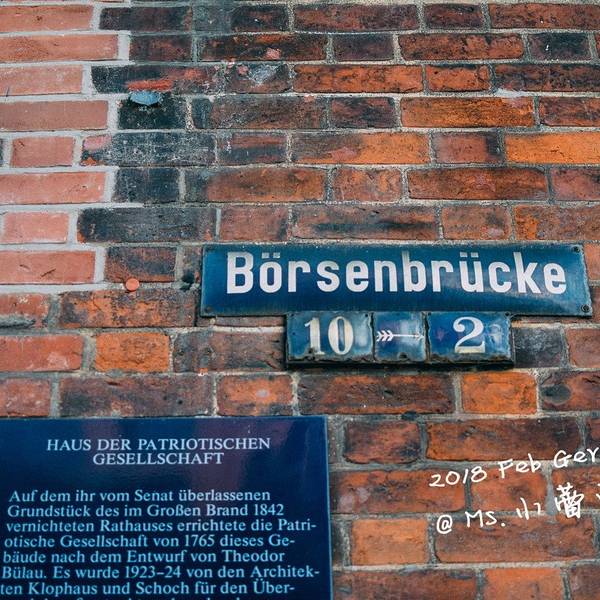 Börsenbrücke
10 → 2
HAUS DER PATRIOTISCHEN
GESELLSCHAFT
Auf dem ihr vom Senat überlassenen
Grundstück des im Großen Brand 1842
vernichteten Rathauses errichtete die Patri-
otische Gesellschaft von 1765 dieses Ge-
bäude nach dem Entwurf von Theodor
Bülau. Es wurde 1923–24 von den Architek-
ten Klophaus und Schoch für den Über-
2018 Feb Ger
@ Ms. 小蕾